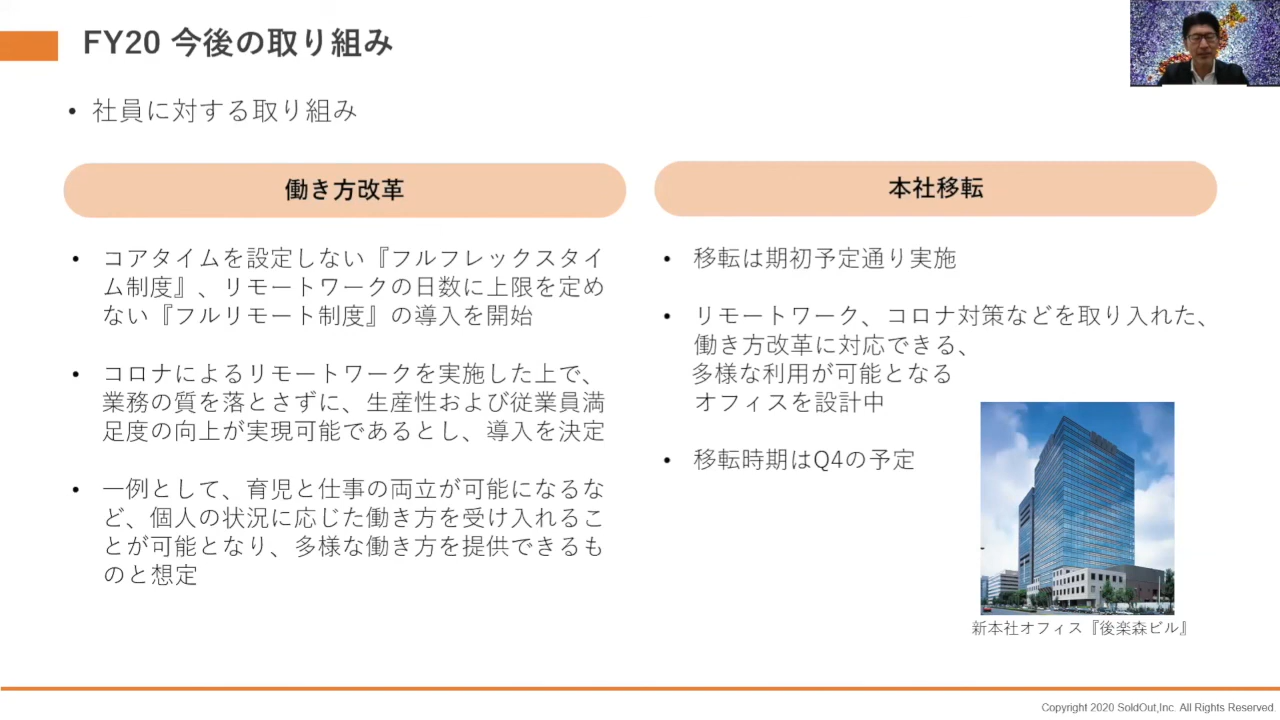 FY20 今後の取り組み
• 社員に対する取り組み
働き方改革
• コアタイムを設定しない『フルフレックスタイ
ム制度』、リモートワークの日数に上限を定め
ない『フルリモート制度』の導入を開始
• コロナによるリモートワークを実施した上で、
業務の質を落とさずに、生産性および従業員満
足度の向上が実現可能であるとし、導入を決定
• 一例として、育児と仕事の両立が可能になるな
ど、個人の状況に応じた働き方を受け入れるこ
とが可能となり、多様な働き方を提供できるも
のと想定
本社移転
• 移転は期初予定通り実施
• リモートワーク、コロナ対策などを取り入れた、
働き方改革に対応できる、
多様な利用が可能となる
オフィスを設計中
• 移転時期はQ4の予定
新本社オフィス『後楽森ビル』
Copyright 2020 SoldOut,Inc. All Rights Reserved.